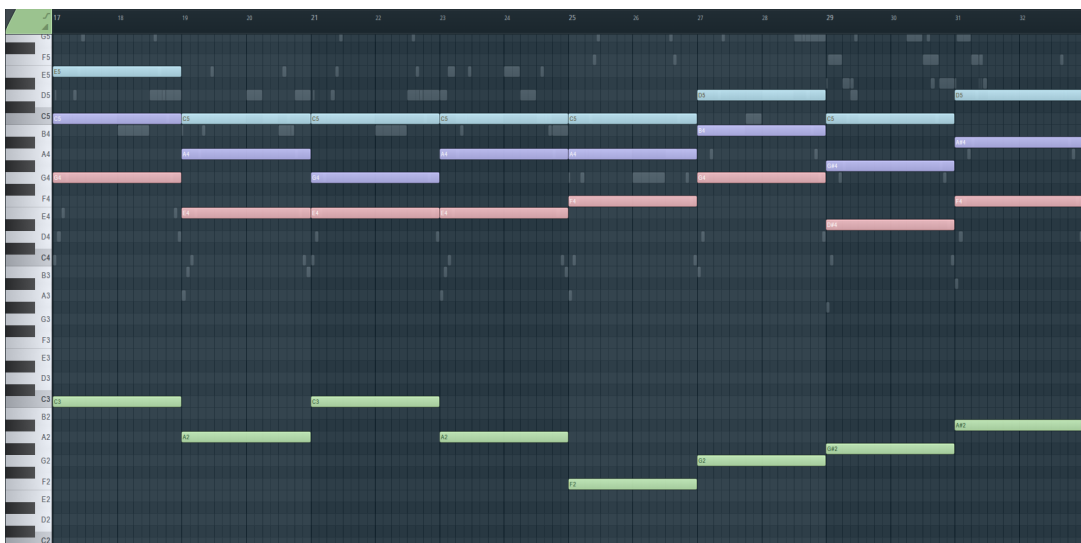 17 18 19 20 21 22 23 24 25 26 27 28 29 30 31 32
G5
F5
E5 E5
D5 D5 D5
C5 C5 C5 C5 C5 C5 C5
B4 B4
A#4
A4 A4 A4 A4
G#4
G4 G4 G4 G4
F4 F4 F4
E4 E4 E4 E4
D#4
D4
C4
B3
A3
G3
F3
E3
D3
C3 C3 C3
B2
A#2
A2 A2 A2
G#2
G2 G2
F2 F2
E2
D2
C2